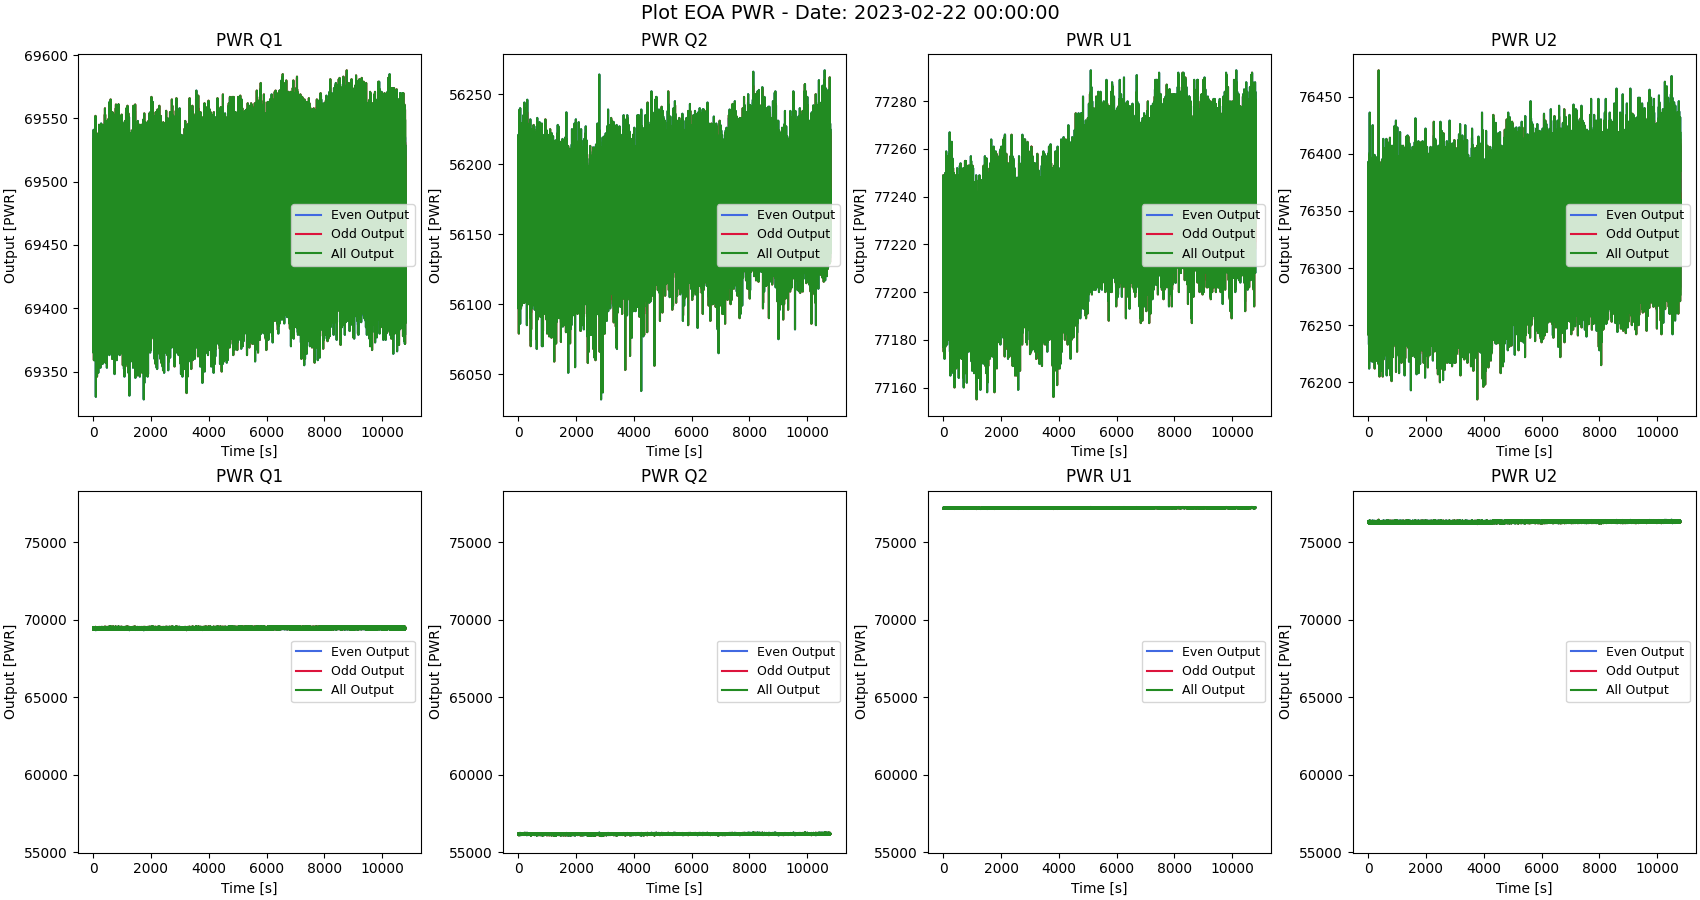 Plot EOA PWR - Date: 2023-02-22 00:00:00
PWR Q1
69600
69550
69500
69450
69400
69350
Output [PWR]
0 2000 4000 6000 8000 10000
Time [s]
Even Output
Odd Output
All Output
PWR Q2
56250
56200
56150
56100
56050
Output [PWR]
0 2000 4000 6000 8000 10000
Time [s]
Even Output
Odd Output
All Output
PWR U1
77280
77260
77240
77220
77200
77180
77160
Output [PWR]
0 2000 4000 6000 8000 10000
Time [s]
Even Output
Odd Output
All Output
PWR U2
76450
76400
76350
76300
76250
76200
Output [PWR]
0 2000 4000 6000 8000 10000
Time [s]
Even Output
Odd Output
All Output
PWR Q1
75000
70000
65000
60000
55000
Output [PWR]
0 2000 4000 6000 8000 10000
Time [s]
Even Output
Odd Output
All Output
PWR Q2
75000
70000
65000
60000
55000
Output [PWR]
0 2000 4000 6000 8000 10000
Time [s]
Even Output
Odd Output
All Output
PWR U1
75000
70000
65000
60000
55000
Output [PWR]
0 2000 4000 6000 8000 10000
Time [s]
Even Output
Odd Output
All Output
PWR U2
75000
70000
65000
60000
55000
Output [PWR]
0 2000 4000 6000 8000 10000
Time [s]
Even Output
Odd Output
All Output